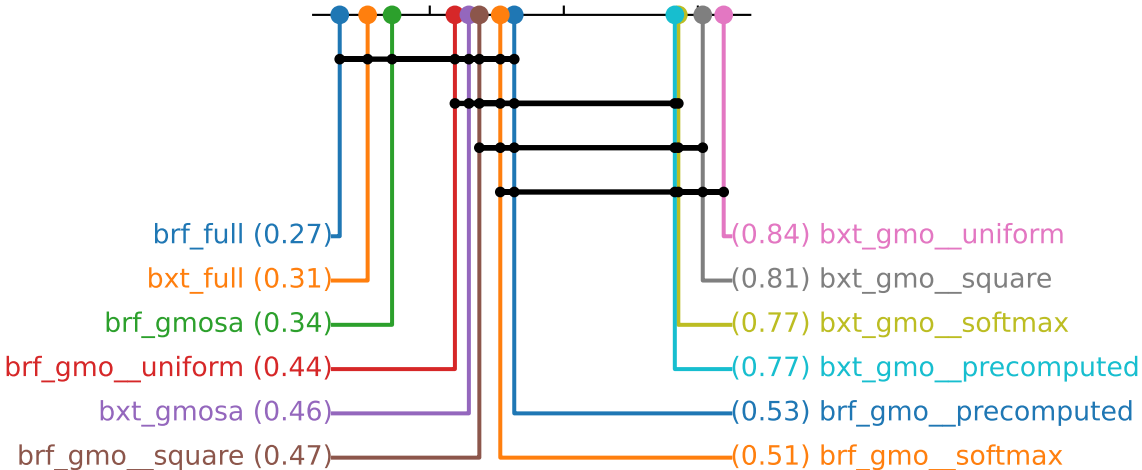 brf_full (0.27)
(0.84) bxt_gmo__uniform
bxt_full (0.31)
(0.81) bxt_gmo__square
brf_gmosa (0.34)
(0.77) bxt_gmo__softmax
brf_gmo__uniform (0.44)
(0.77) bxt_gmo__precomputed
bxt_gmosa (0.46)
(0.53) brf_gmo__precomputed
brf_gmo__square (0.47)
(0.51) brf_gmo__softmax